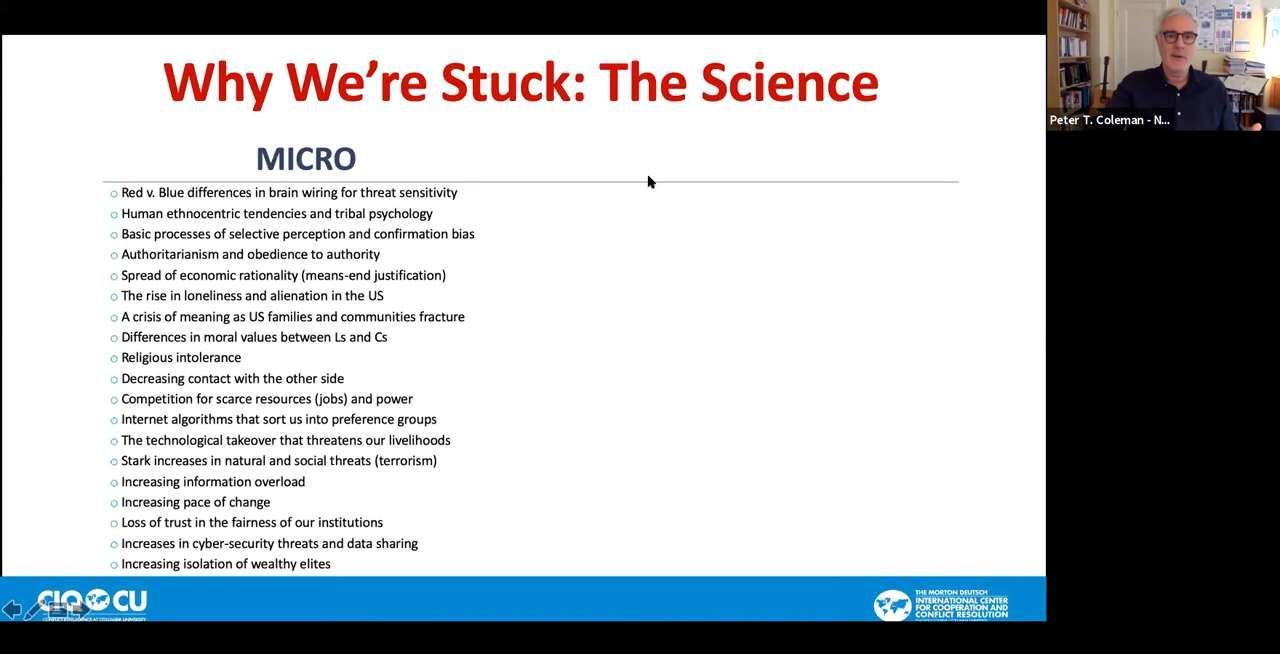 Why We're Stuck: The Science
MICRO
Red v. Blue differences in brain wiring for threat sensitivity
Human ethnocentric tendencies and tribal psychology
Basic processes of selective perception and confirmation bias
Authoritarianism and obedience to authority
Spread of economic rationality (means-end justification)
The rise in loneliness and alienation in the US
A crisis of meaning as US families and communities fracture
Differences in moral values between Ls and Cs
Religious intolerance
Decreasing contact with the other side
Competition for scarce resources (jobs) and power
Internet algorithms that sort us into preference groups
The technological takeover that threatens our livelihoods
Stark increases in natural and social threats (terrorism)
Increasing information overload
Increasing pace of change
Loss of trust in the fairness of our institutions
Increases in cyber-security threats and data sharing
Increasing isolation of wealthy elites
CU
CONFLICT INTELLIGENCE AT COLUMBIA UNIVERSITY
THE MORTON DEUTSCH
INTERNATIONAL CENTER
FOR COOPERATION AND
CONFLICT RESOLUTION
Peter T. Coleman - N...